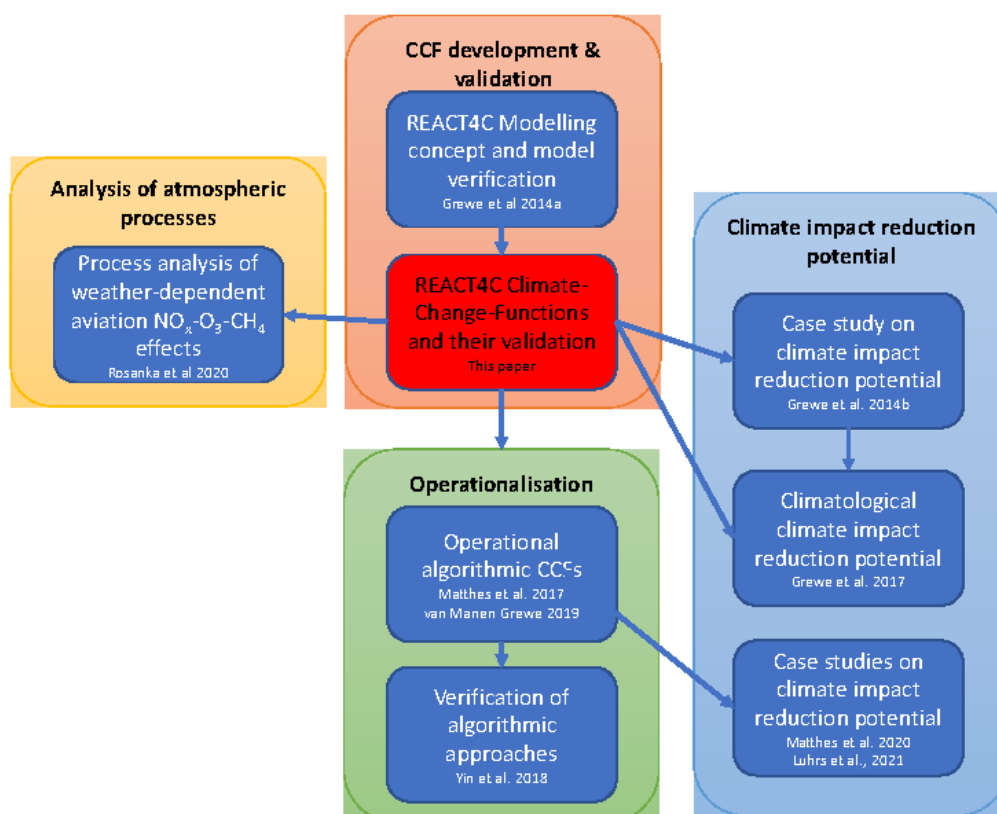 CCF development &
validation
REACT4C Modelling
concept and model
verification
Grewe et al 2014a
REACT4C Climate-
Change-Functions
and their validation
This paper
Analysis of atmospheric
processes
Process analysis of
weather-dependent
aviation NOₓ-O₃-CH₄
effects
Rosanka et al 2020
Climate impact reduction
potential
Case study on
climate impact
reduction potential
Grewe et al. 2014b
Climatological
climate impact
reduction potential
Grewe et al. 2017
Case studies on
climate impact
reduction potential
Matthes et al. 2020
Luhrs et al., 2021
Operationalisation
Operational
algorithmic CCFs
Matthes et al. 2017
van Manen Grewe 2019
Verification of
algorithmic
approaches
Yin et al. 2018